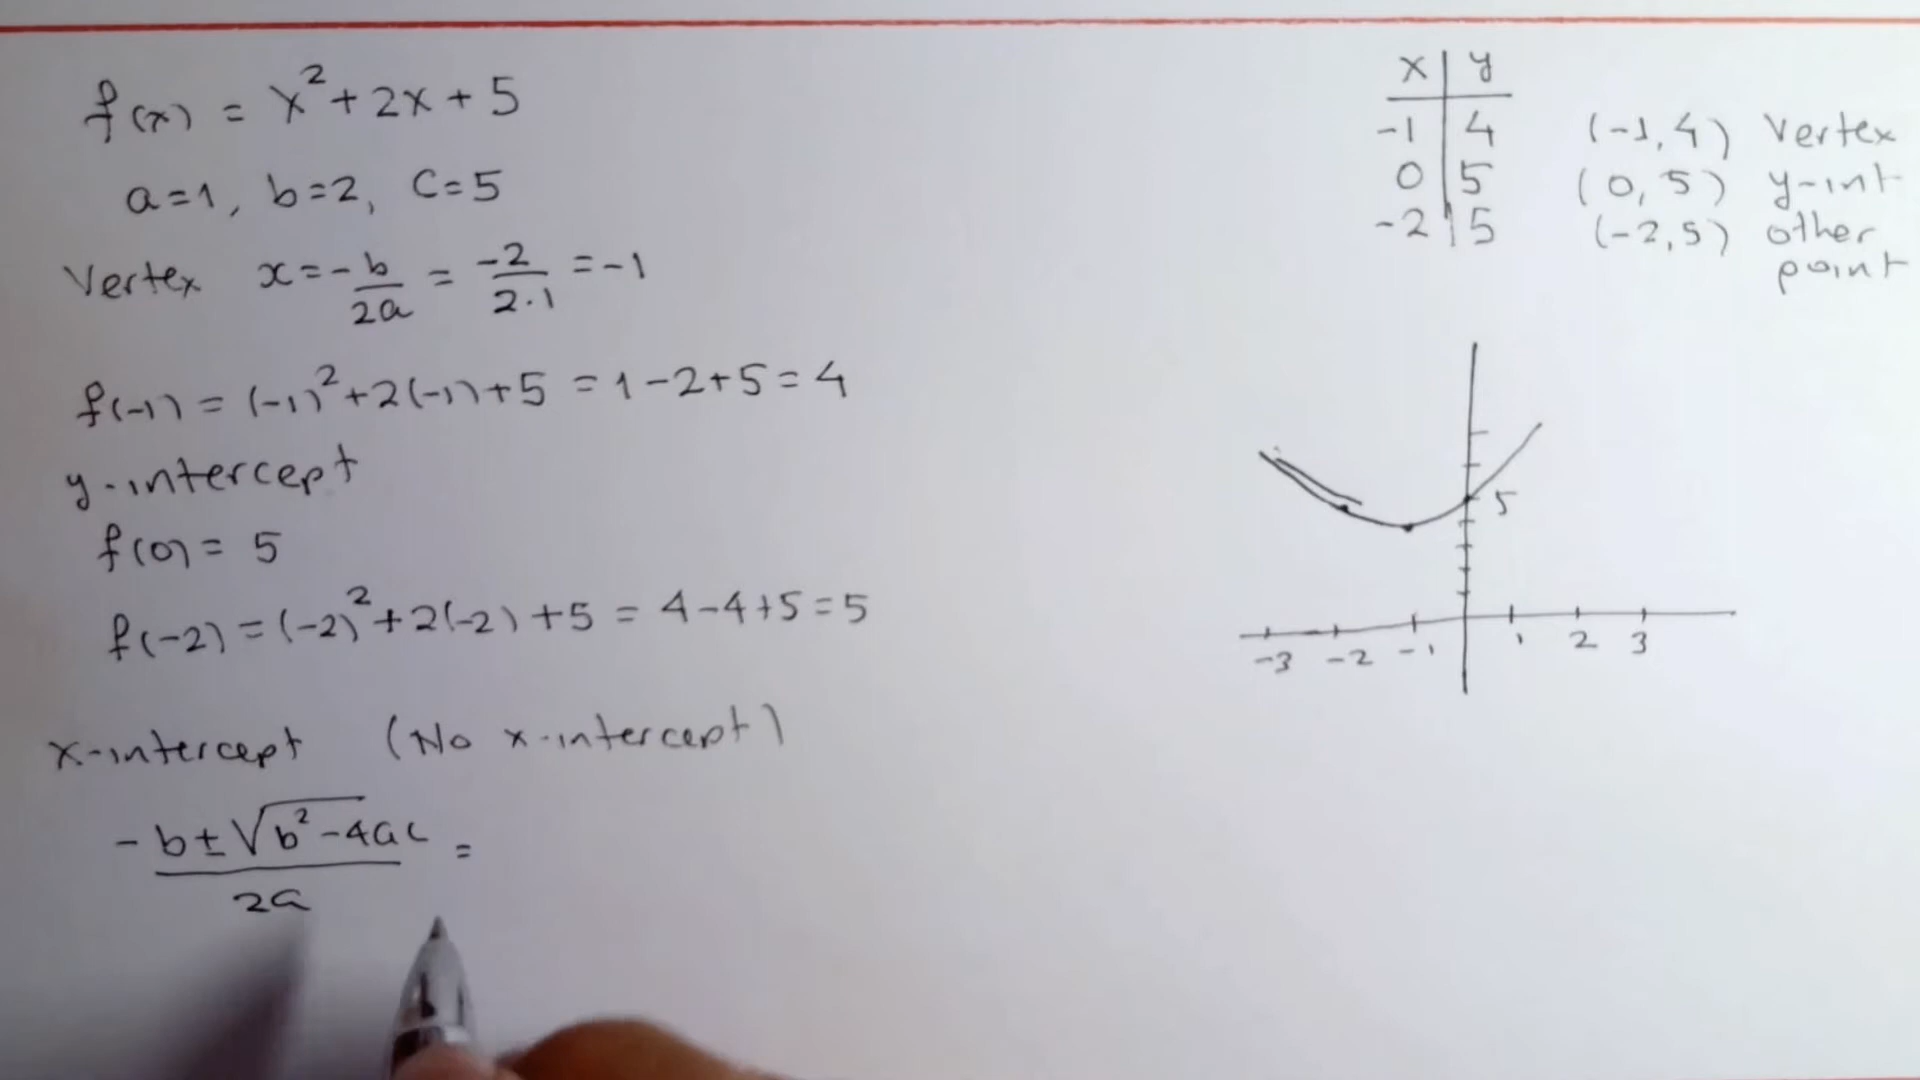 f(x) = x²+2x+5
a=1, b=2, C=5
Vertex x=-b/2a = -2/2·1 = -1
f(-1) = (-1)²+2(-1)+5 = 1-2+5 = 4
y-intercept
f(0) = 5
f(-2) = (-2)²+2(-2)+5 = 4-4+5=5
x-intercept (No x-intercept)
-b±√b²-4ac =
2a
x y
-1 4 (-1,4) Vertex
0 5 (0,5) y-int
-2 5 (-2,5) other
point
5
-3 -2 -1 1 2 3